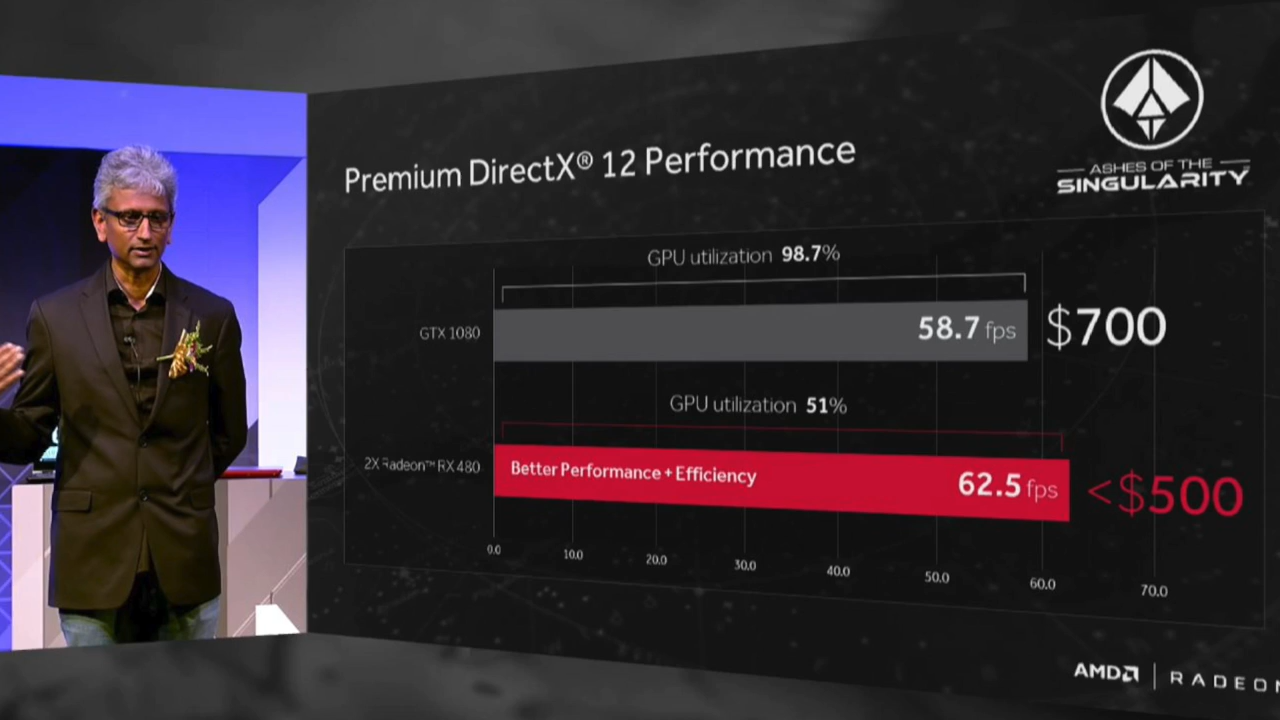 Premium DirectX® 12 Performance
ASHES OF THE
SINGULARITY
GPU utilization 98.7%
GTX 1080
58.7 fps
$700
GPU utilization 51%
2X Radeon™ RX 480
Better Performance + Efficiency
62.5 fps
<$500
0.0 10.0 20.0 30.0 40.0 50.0 60.0 70.0
AMD
RADEON